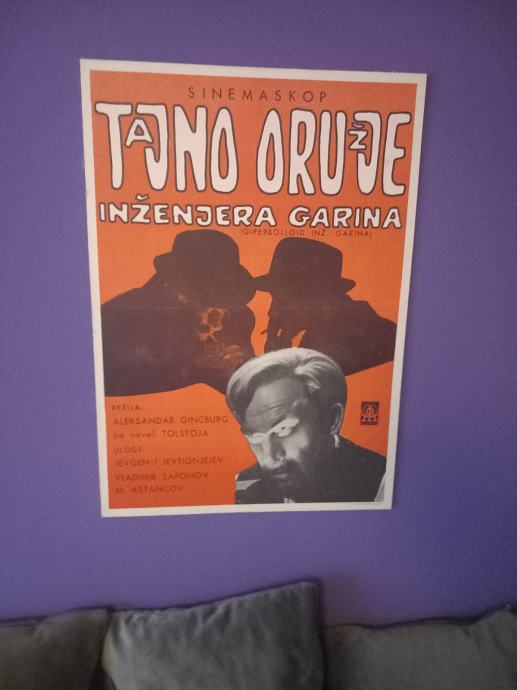 SINEMASKOP
TAJNO ORUŽJE
INŽENJERA GARINA
(GIPERBOLLOID INŽ. GARINA)
REŽIJA:
ALEKSANDAR GINCBURG
po noveli TOLSTOJA
ULOGE:
JEVGENIJ JEVTIGNJEJEV
VLADIMIR SAFONOV
M. ASTANGOV